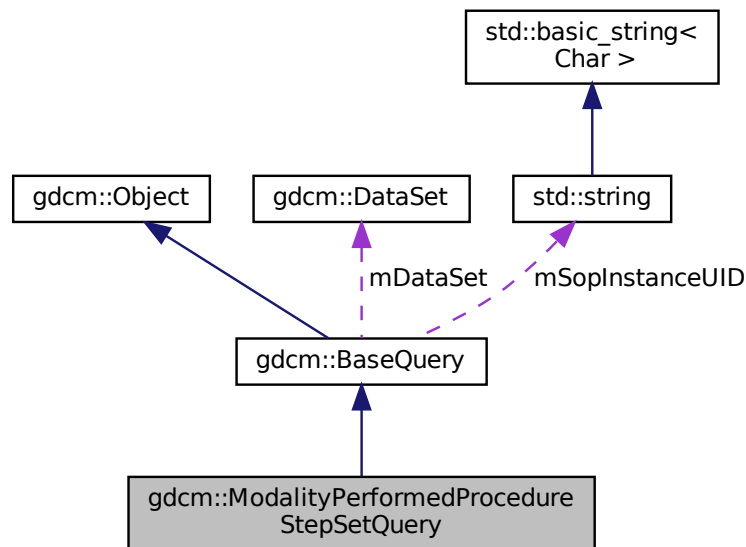 std::basic_string<
Char >
gdcm::Object
gdcm::DataSet
std::string
mDataSet
mSopInstanceUID
gdcm::BaseQuery
gdcm::ModalityPerformedProcedure
StepSetQuery